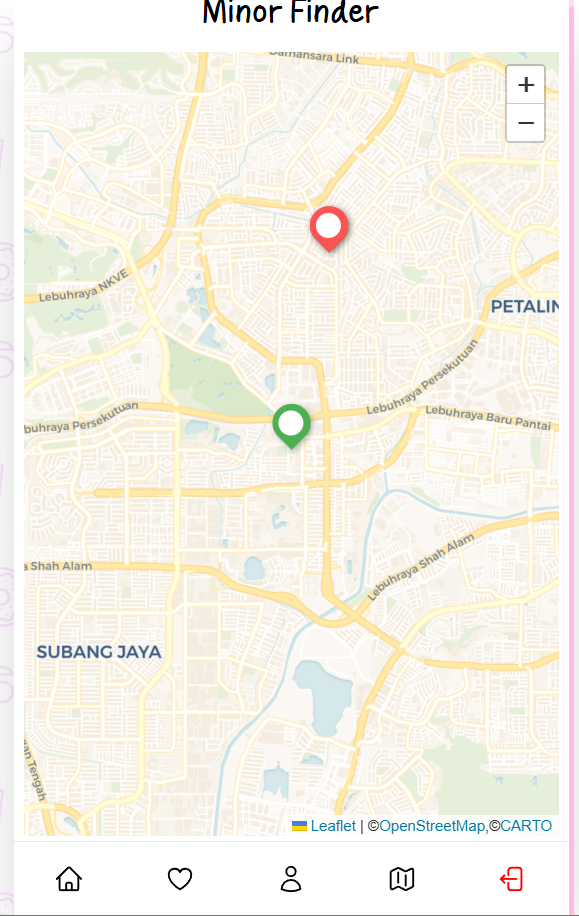 Minor Finder
Damansara Link
+
−
Lebuhraya NKVE
PETALIN
Lebuhraya Persekutuan
buhraya Persekutuan
Lebuhraya Baru Pantai
a Shah Alam
Lebuhraya Shah Alam
SUBANG JAYA
an Tengah
Leaflet | ©OpenStreetMap,©CARTO